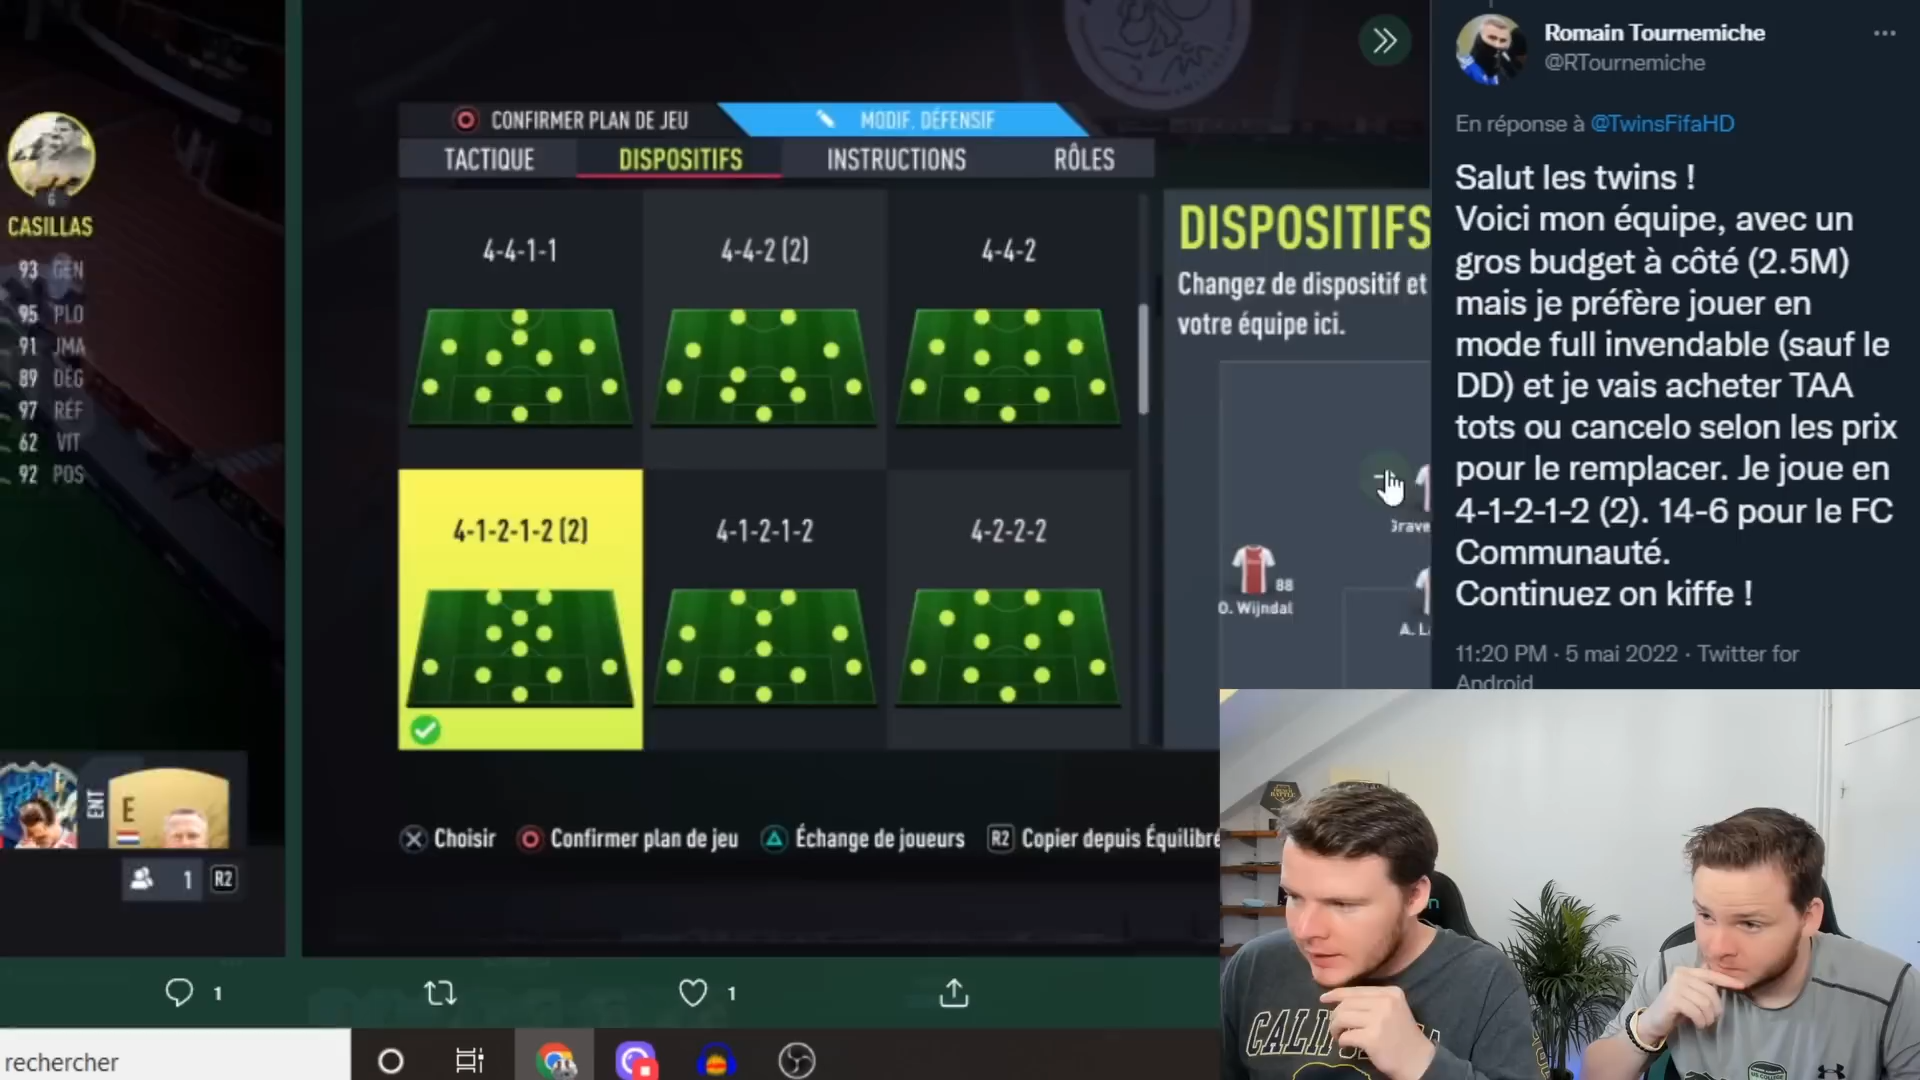 CASILLAS
93 GEN
95 PLO
91 JMA
89 DÉG
97 RÉF
62 VIT
92 POS
ENT
E
1 R2
CONFIRMER PLAN DE JEU
MODIF. DÉFENSIF
TACTIQUE
DISPOSITIFS
INSTRUCTIONS
RÔLES
4-4-1-1
4-4-2 (2)
4-4-2
4-1-2-1-2 (2)
4-1-2-1-2
4-2-2-2
DISPOSITIFS
Changez de dispositif et
votre équipe ici.
Grave
88
O. Wijndal
A. L
Choisir
Confirmer plan de jeu
Échange de joueurs
R2 Copier depuis Équilibre
1
1
rechercher
Romain Tournemiche
@RTournemiche
En réponse à @TwinsFifaHD
Salut les twins !
Voici mon équipe, avec un
gros budget à côté (2.5M)
mais je préfère jouer en
mode full invendable (sauf le
DD) et je vais acheter TAA
tots ou cancelo selon les prix
pour le remplacer. Je joue en
4-1-2-1-2 (2). 14-6 pour le FC
Communauté.
Continuez on kiffe !
11:20 PM · 5 mai 2022 · Twitter for
Android